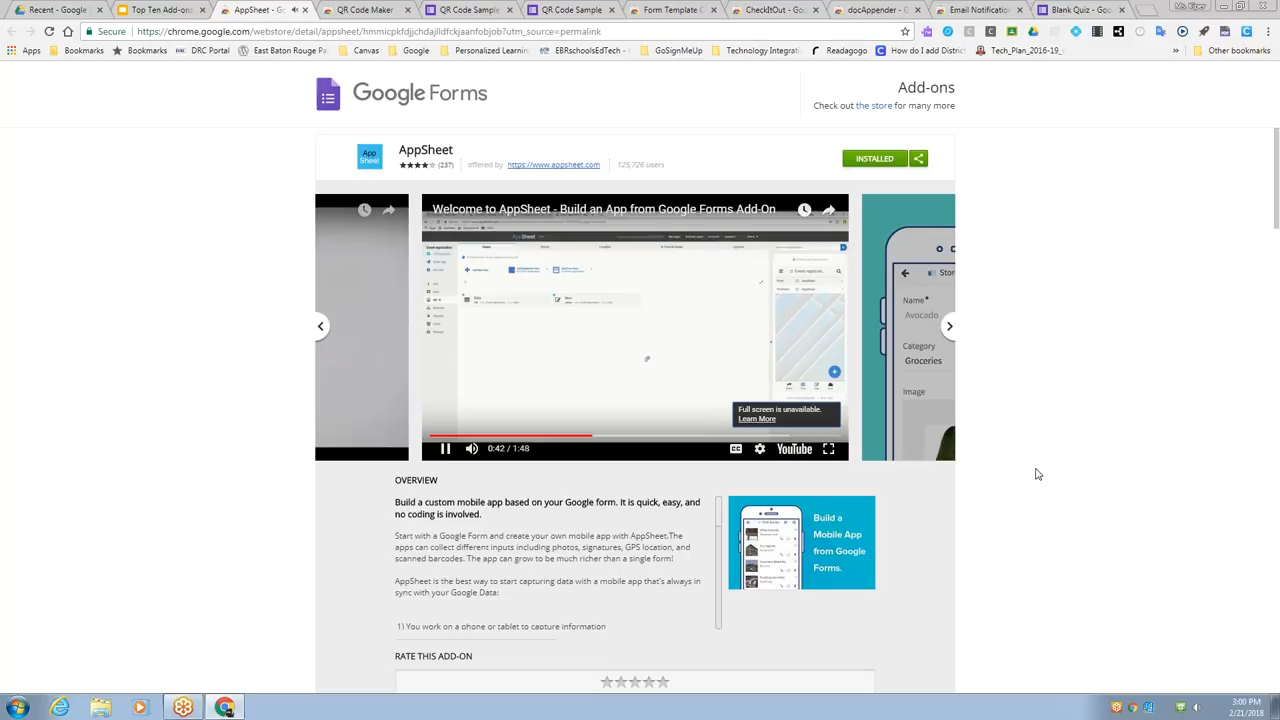 Recent - Google
Top Ten Add-ons
AppSheet - G
QR Code Maker
QR Code Sample
QR Code Sample
Form Template G
CheckItOut - Goo
docAppender - G
Email Notification
Blank Quiz - Goo
Secure
https://chrome.google.com/webstore/detail/appsheet/hmmicpkfdjjchdajlldfckjaanfobjob?utm_source=permalink
Apps
Bookmarks
Bookmarks
DRC Portal
East Baton Rouge Pa
Canvas
Google
Personalized Learnin
EBRschoolsEdTech
GoSignMeUp
Technology Integrati
Readagogo
How do I add District
Tech_Plan_2016-19_
Other bookmarks
Google Forms
Add-ons
Check out the store for many more
AppSheet
(237)
offered by https://www.appsheet.com
125,726 users
INSTALLED
Welcome to AppSheet - Build an App from Google Forms Add-On
Full screen is unavailable.
Learn More
0:42 / 1:48
YouTube
Name*
Avocado
Category
Groceries
Image
OVERVIEW
Build a custom mobile app based on your Google form. It is quick, easy, and
no coding is involved.
Start with a Google Form and create your own mobile app with AppSheet.The
apps can collect different inputs including photos, signatures, GPS location, and
scanned barcodes. The app can grow to be much richer than a single form!
AppSheet is the best way to start capturing data with a mobile app that's always in
sync with your Google Data:
1) You work on a phone or tablet to capture information
Build a
Mobile App
from Google
Forms.
RATE THIS ADD-ON
3:00 PM
2/21/2018